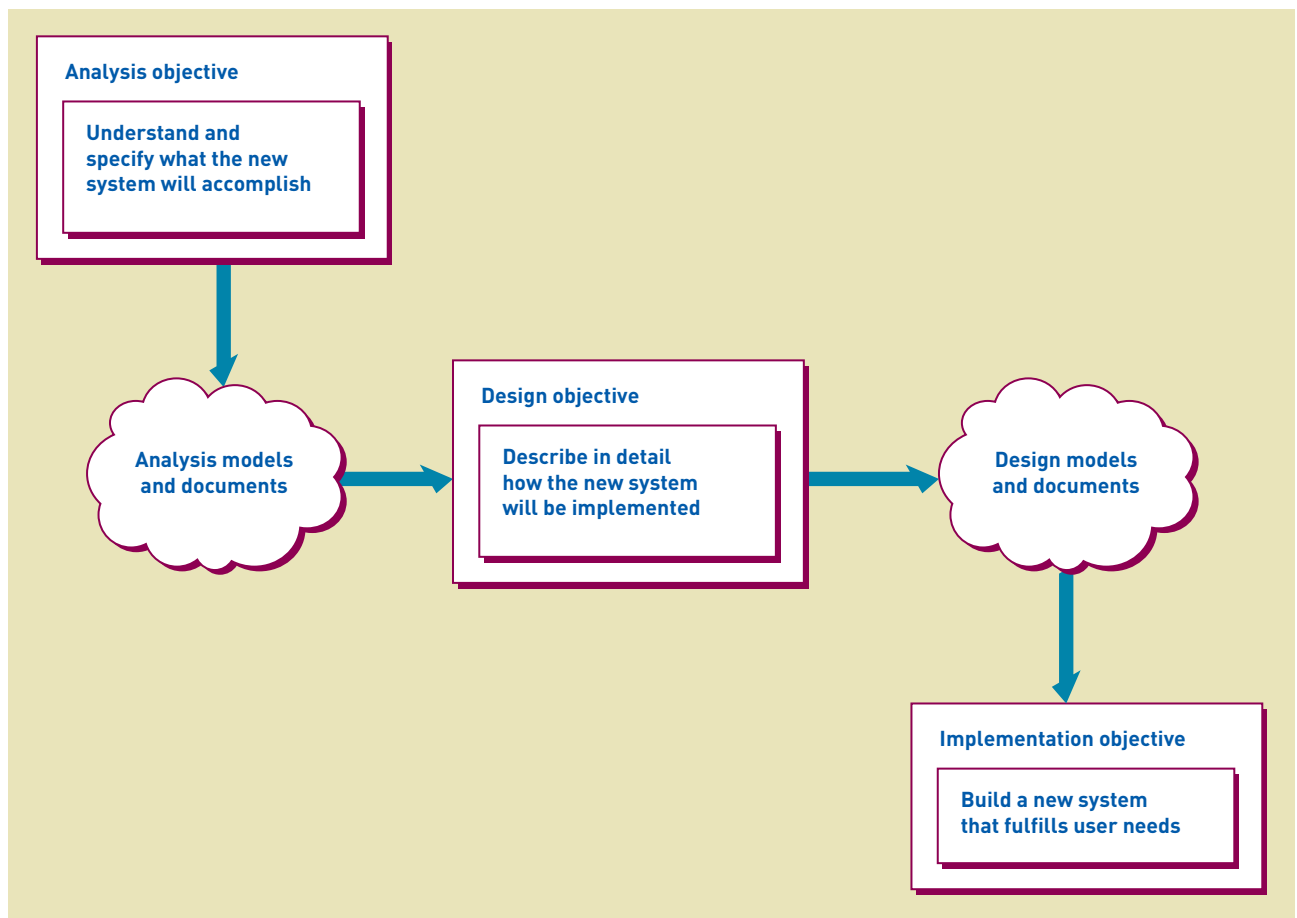 Analysis objective
Understand and
specify what the new
system will accomplish
Analysis models
and documents
Design objective
Describe in detail
how the new system
will be implemented
Design models
and documents
Implementation objective
Build a new system
that fulfills user needs